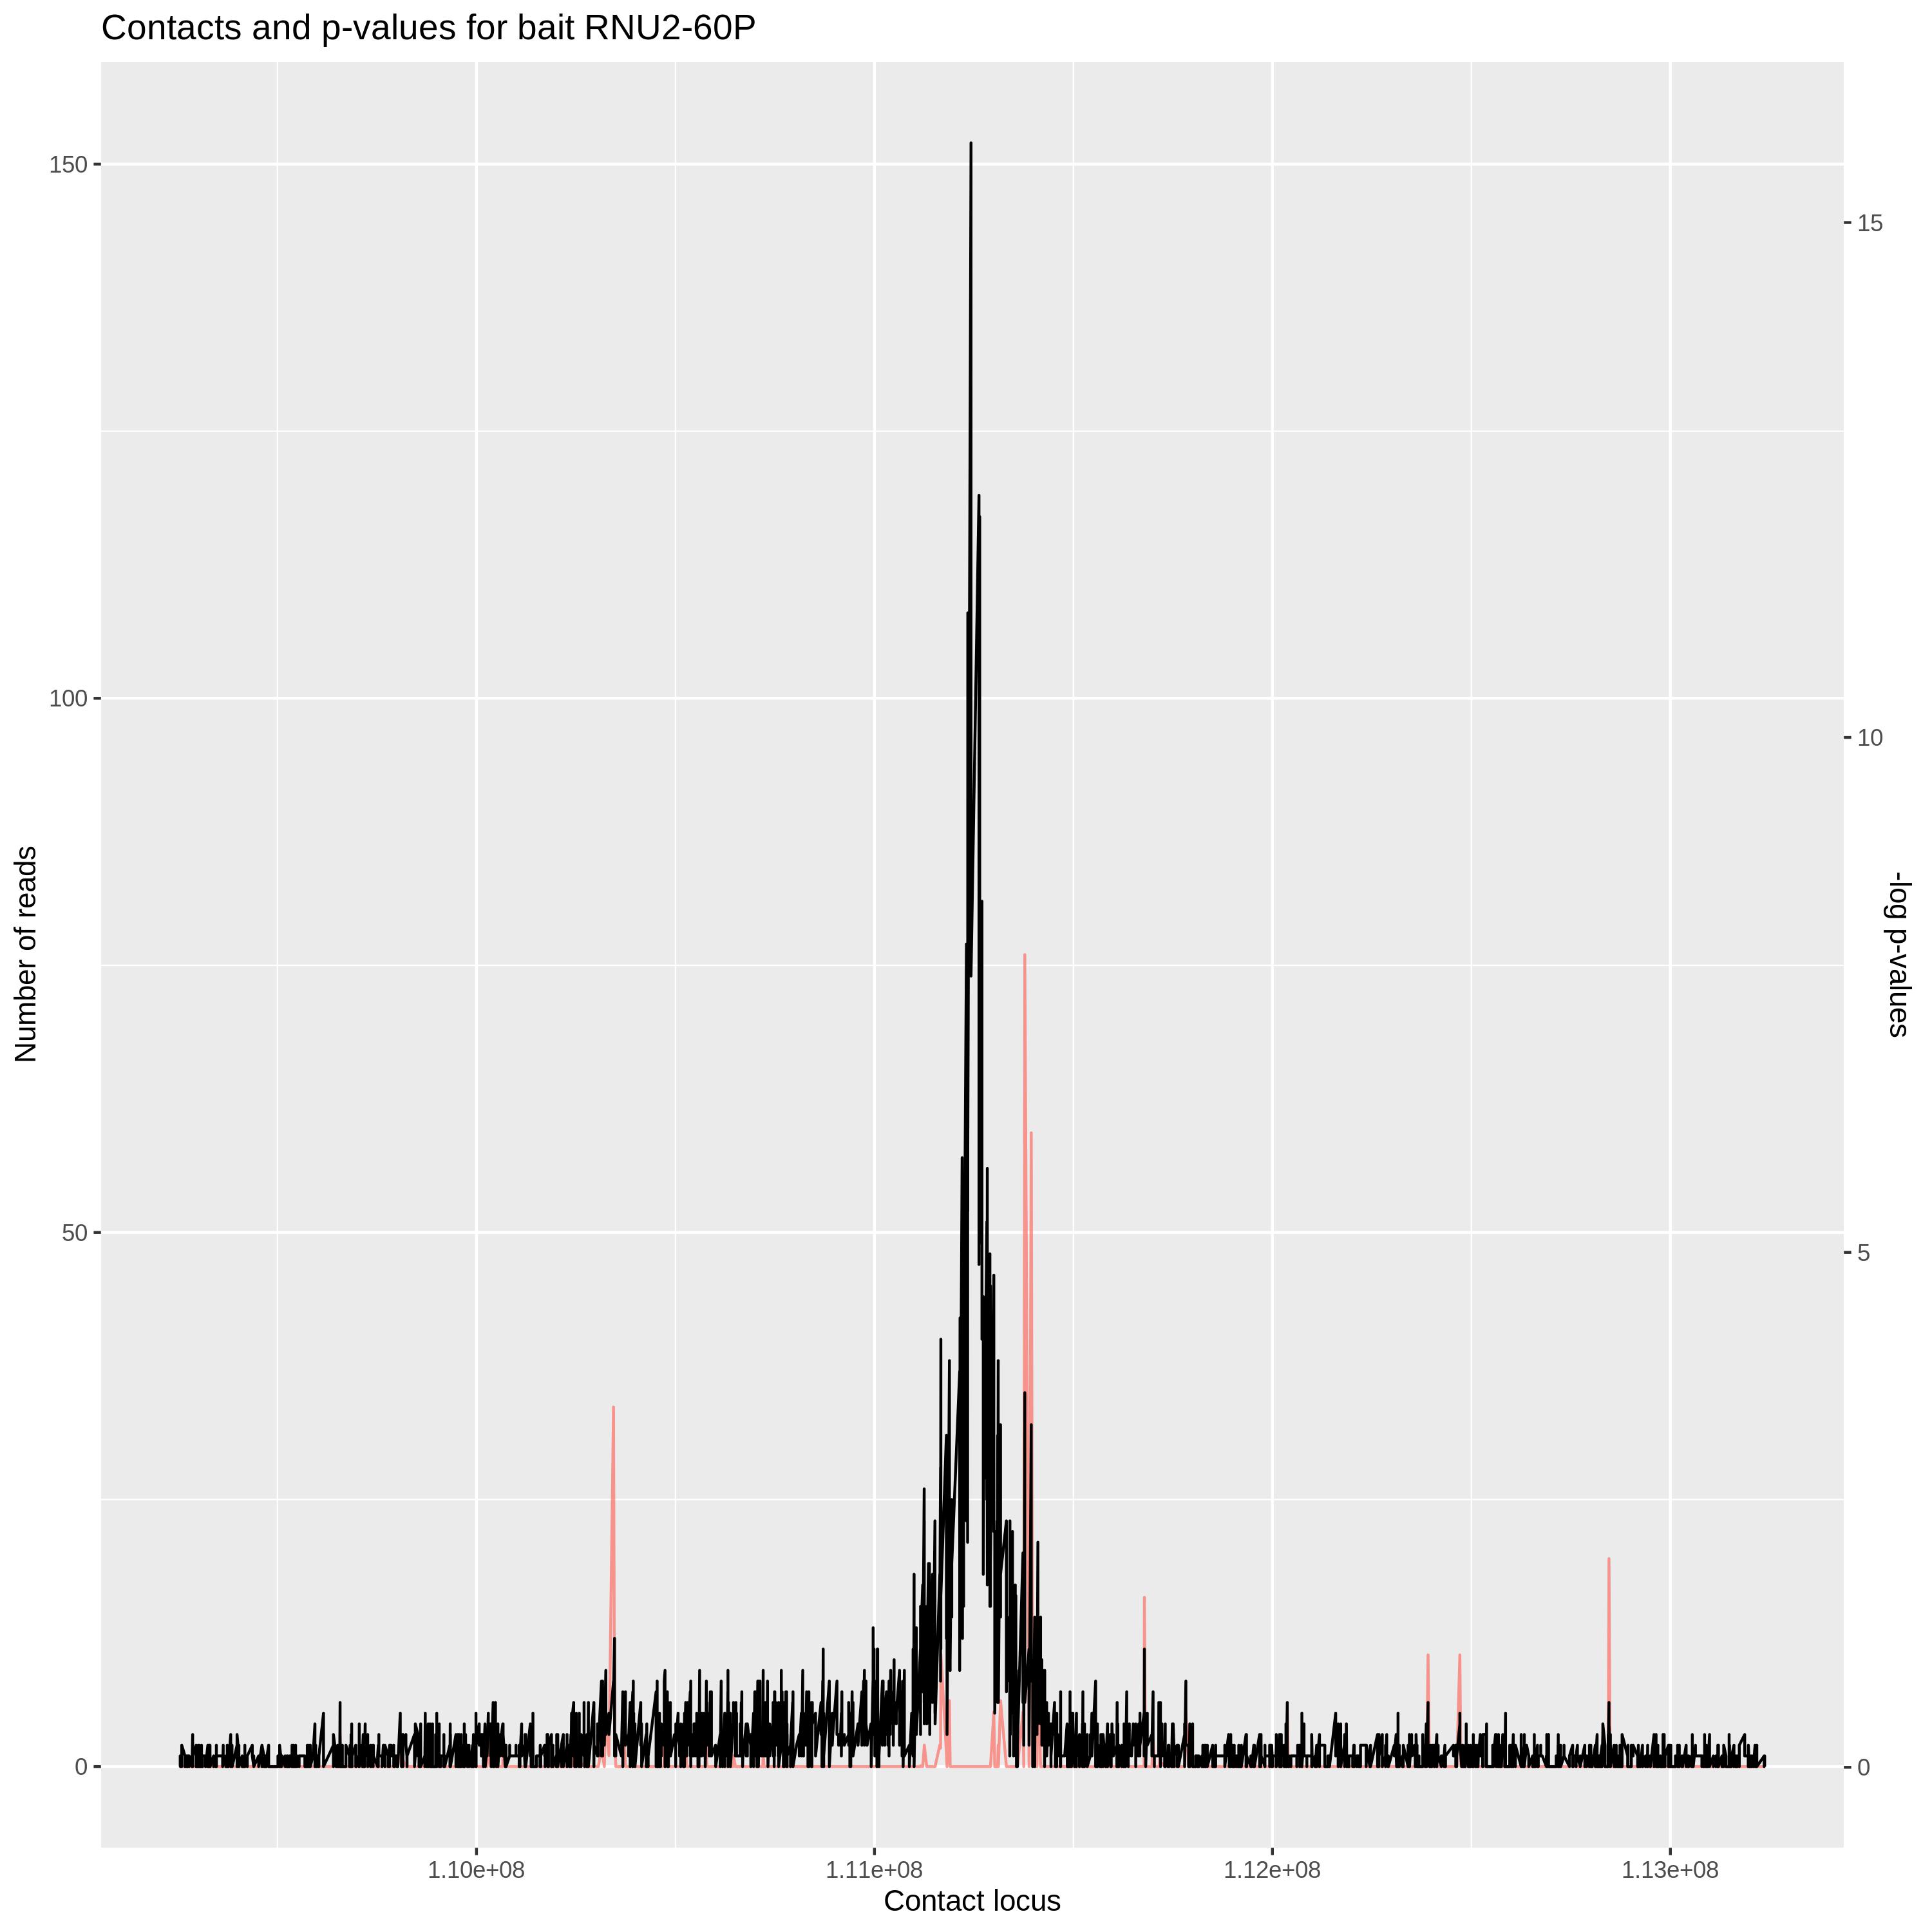 Contacts and p-values for bait RNU2-60P
150
100
50
0
Number of reads
15
10
5
0
-log p-values
1.10e+08
1.11e+08
1.12e+08
1.13e+08
Contact locus